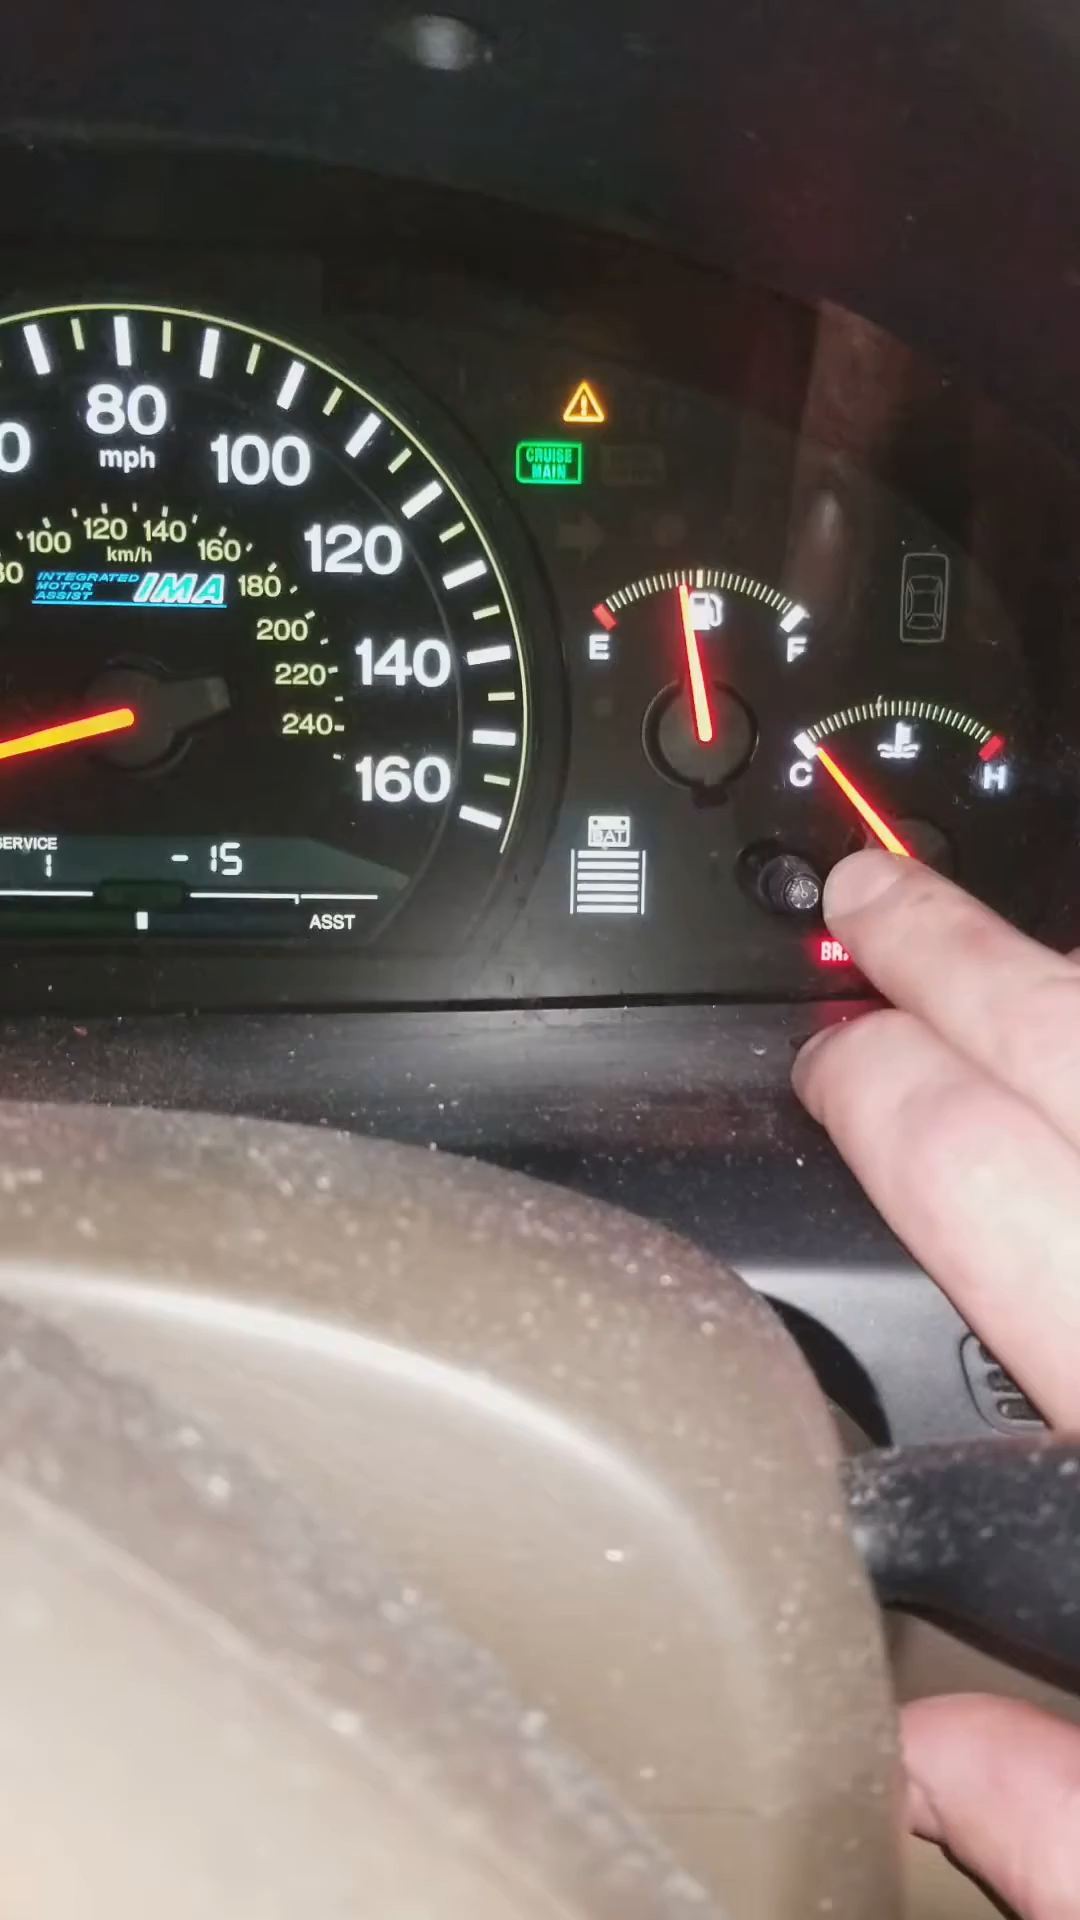 80
mph
100
120
140
160
100
120
140
160
180
200
220
240
km/h
INTEGRATED
MOTOR
ASSIST
IMA
CRUISE
MAIN
E
F
C
H
BAT
SERVICE
1
- 15
ASST